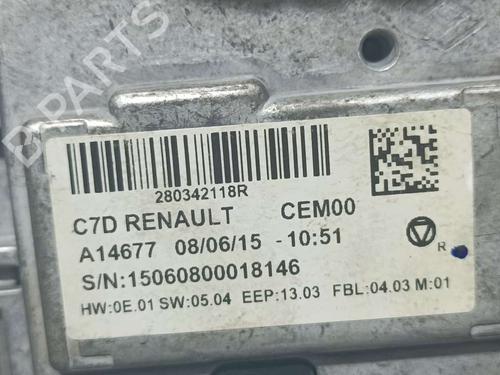 B PARTS
280342118R
C7D RENAULT CEM00
A14677 08/06/15 - 10:51
S/N:15060800018146
R
HW:0E.01 SW:05.04 EEP:13.03 FBL:04.03 M:01